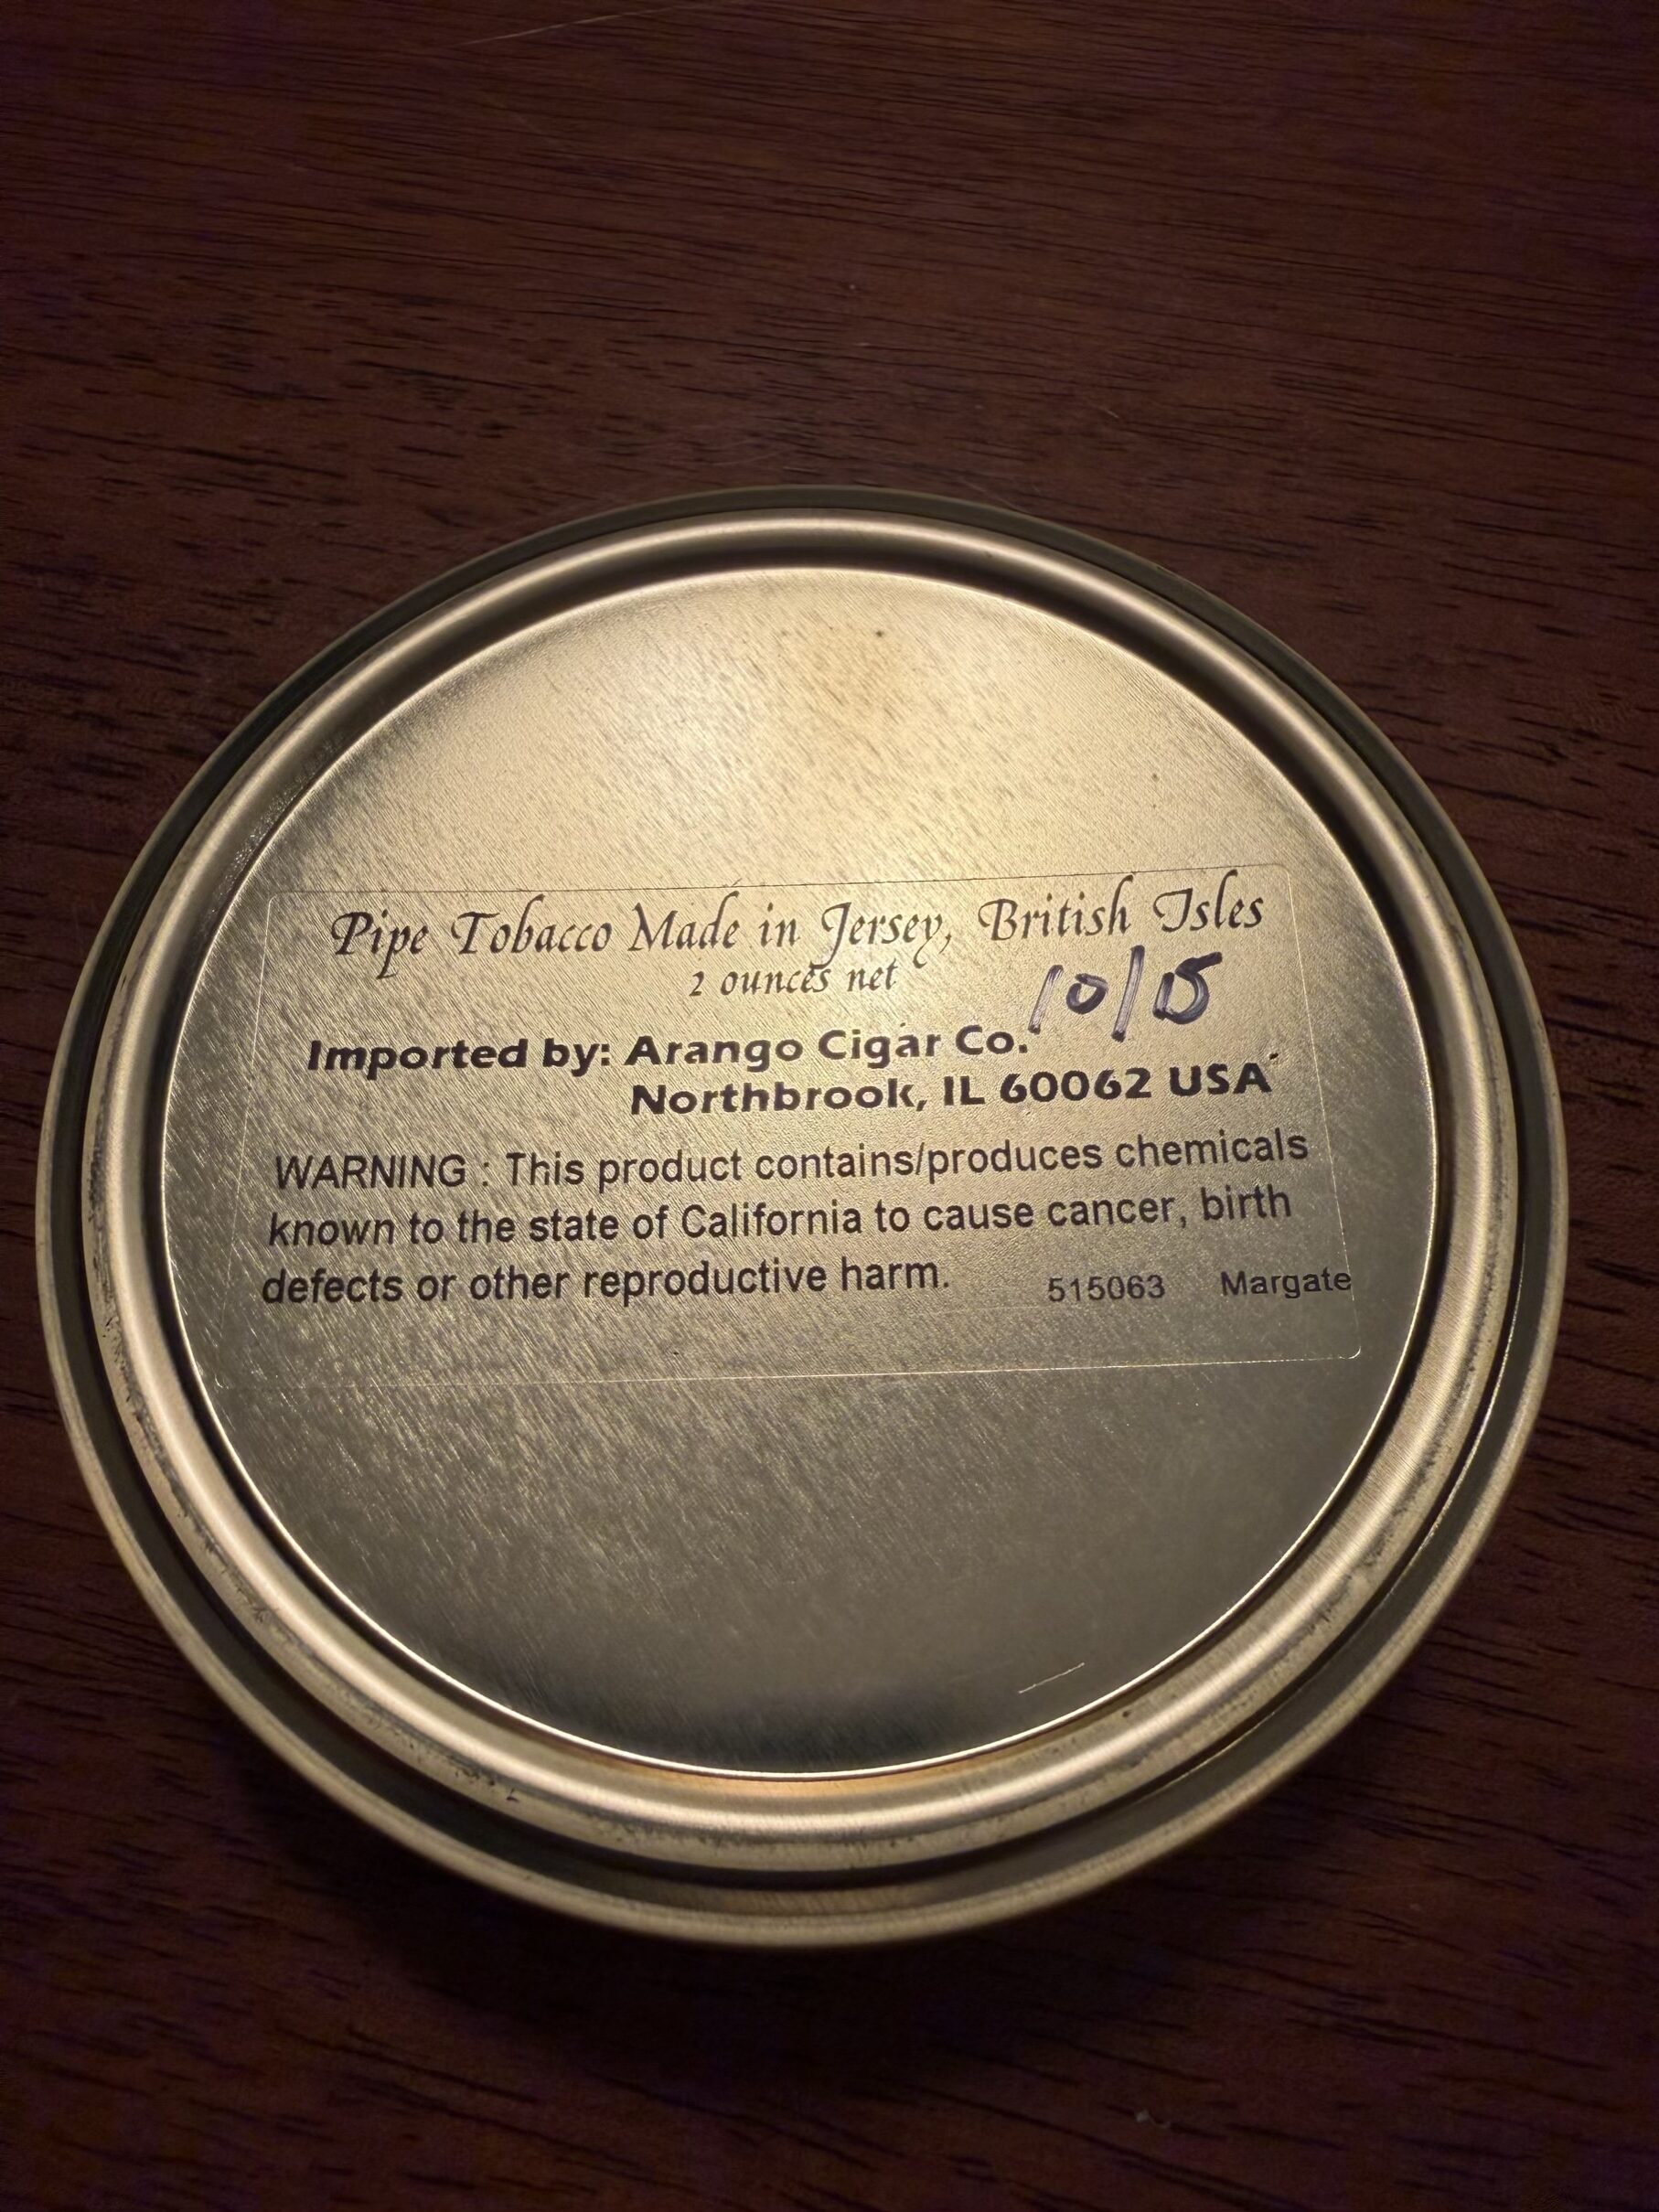 Pipe Tobacco Made in Jersey, British Isles
2 ounces net
10/15
Imported by: Arango Cigar Co.
Northbrook, IL 60062 USA
WARNING : This product contains/produces chemicals
known to the state of California to cause cancer, birth
defects or other reproductive harm. 515063 Margate